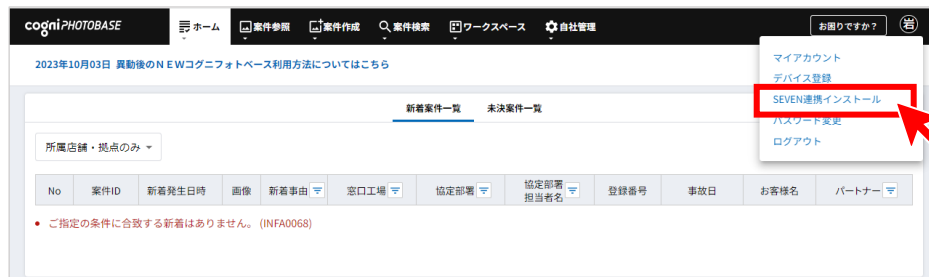 cogni PHOTOBASE ホーム 案件参照 案件作成 案件検索 ワークスペース 自社管理 お困りですか? 岩
2023年10月03日 異動後のNEWコグニフォトベース利用方法についてはこちら
マイアカウント
デバイス登録
SEVEN連携インストール
パスワード変更
ログアウト
新着案件一覧 未決案件一覧
所属店舗・拠点のみ
No 案件ID 新着発生日時 画像 新着事由 窓口工場 協定部署 協定部署担当者名 登録番号 事故日 お客様名 パートナー
ご指定の条件に合致する新着はありません。 (INFA0068)